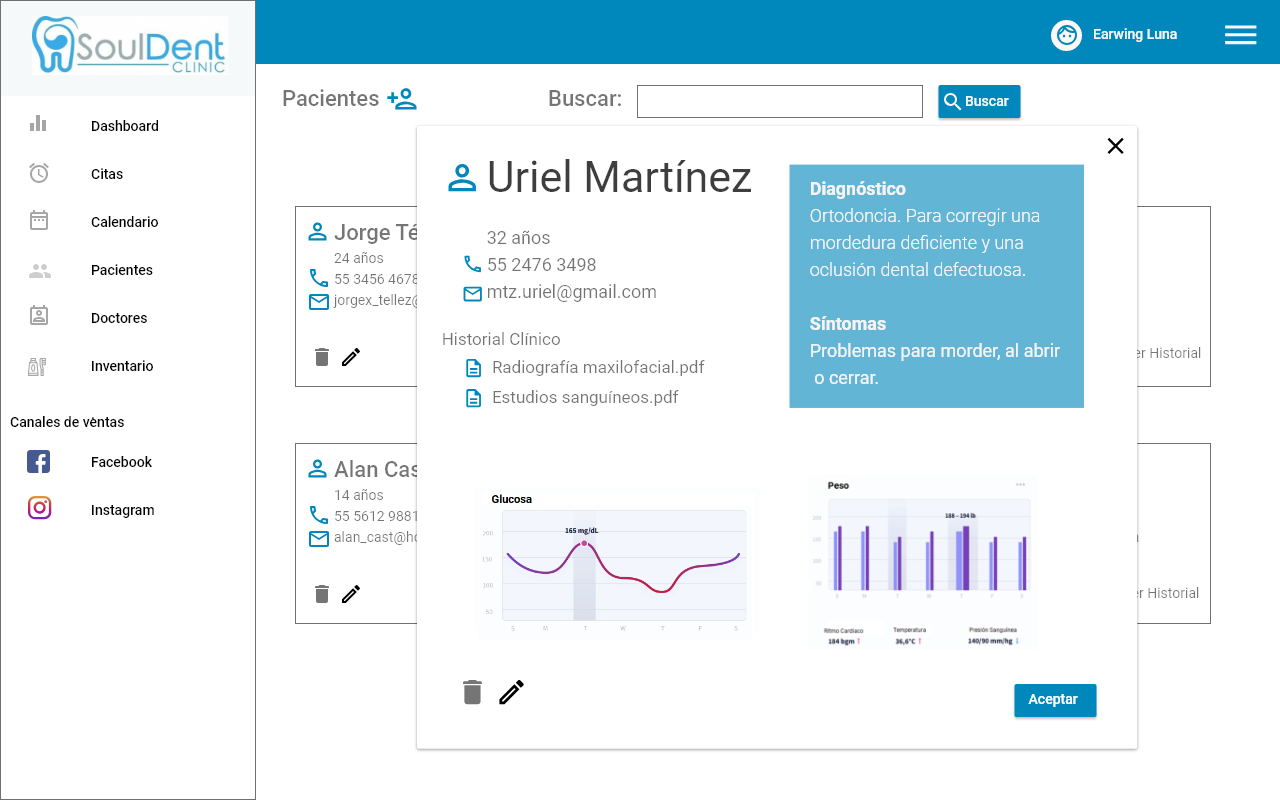 SoulDent
CLINIC
Earwing Luna
Dashboard
Citas
Calendario
Pacientes
Doctores
Inventario
Canales de vèntas
Facebook
Instagram
Pacientes
Buscar:
Buscar
Jorge Té
24 años
55 3456 4678
jorgex_tellez@
er Historial
Alan Cas
14 años
55 5612 9881
alan_cast@ho
a
er Historial
Uriel Martínez
32 años
55 2476 3498
mtz.uriel@gmail.com
Historial Clínico
Radiografía maxilofacial.pdf
Estudios sanguíneos.pdf
Diagnóstico
Ortodoncia. Para corregir una
mordedura deficiente y una
oclusión dental defectuosa.
Síntomas
Problemas para morder, al abrir
o cerrar.
Glucosa
165 mg/dL
200
150
100
50
S M T W T F S
Peso
188 - 194 lb
200
150
100
50
S M T W T F S
Ritmo Cardiaco
184 bgm ↑
Temperatura
36,6°C ↑
Presión Sanguínea
140/90 mm/hg ↓
Aceptar